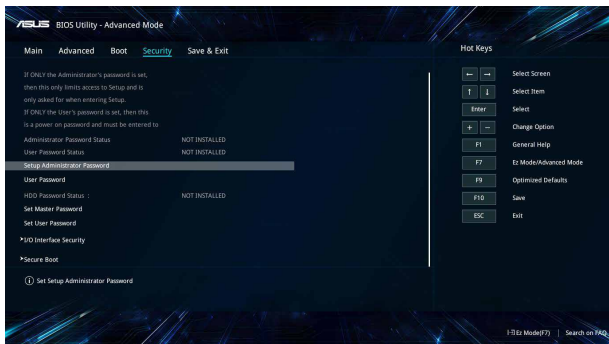 ASUS BIOS Utility - Advanced Mode
Main Advanced Boot Security Save & Exit
If ONLY the Administrator's password is set,
then this only limits access to Setup and is
only asked for when entering Setup.
If ONLY the User's password is set, then this
is a power on password and must be entered to
Administrator Password Status NOT INSTALLED
User Password Status NOT INSTALLED
Setup Administrator Password
User Password
HDD Password Status : NOT INSTALLED
Set Master Password
Set User Password
>I/O Interface Security
>Secure Boot
Set Setup Administrator Password
Hot Keys
← → Select Screen
↑ ↓ Select Item
Enter Select
+ − Change Option
F1 General Help
F7 Ez Mode/Advanced Mode
F9 Optimized Defaults
F10 Save
ESC Exit
Ez Mode(F7) | Search on FAQ